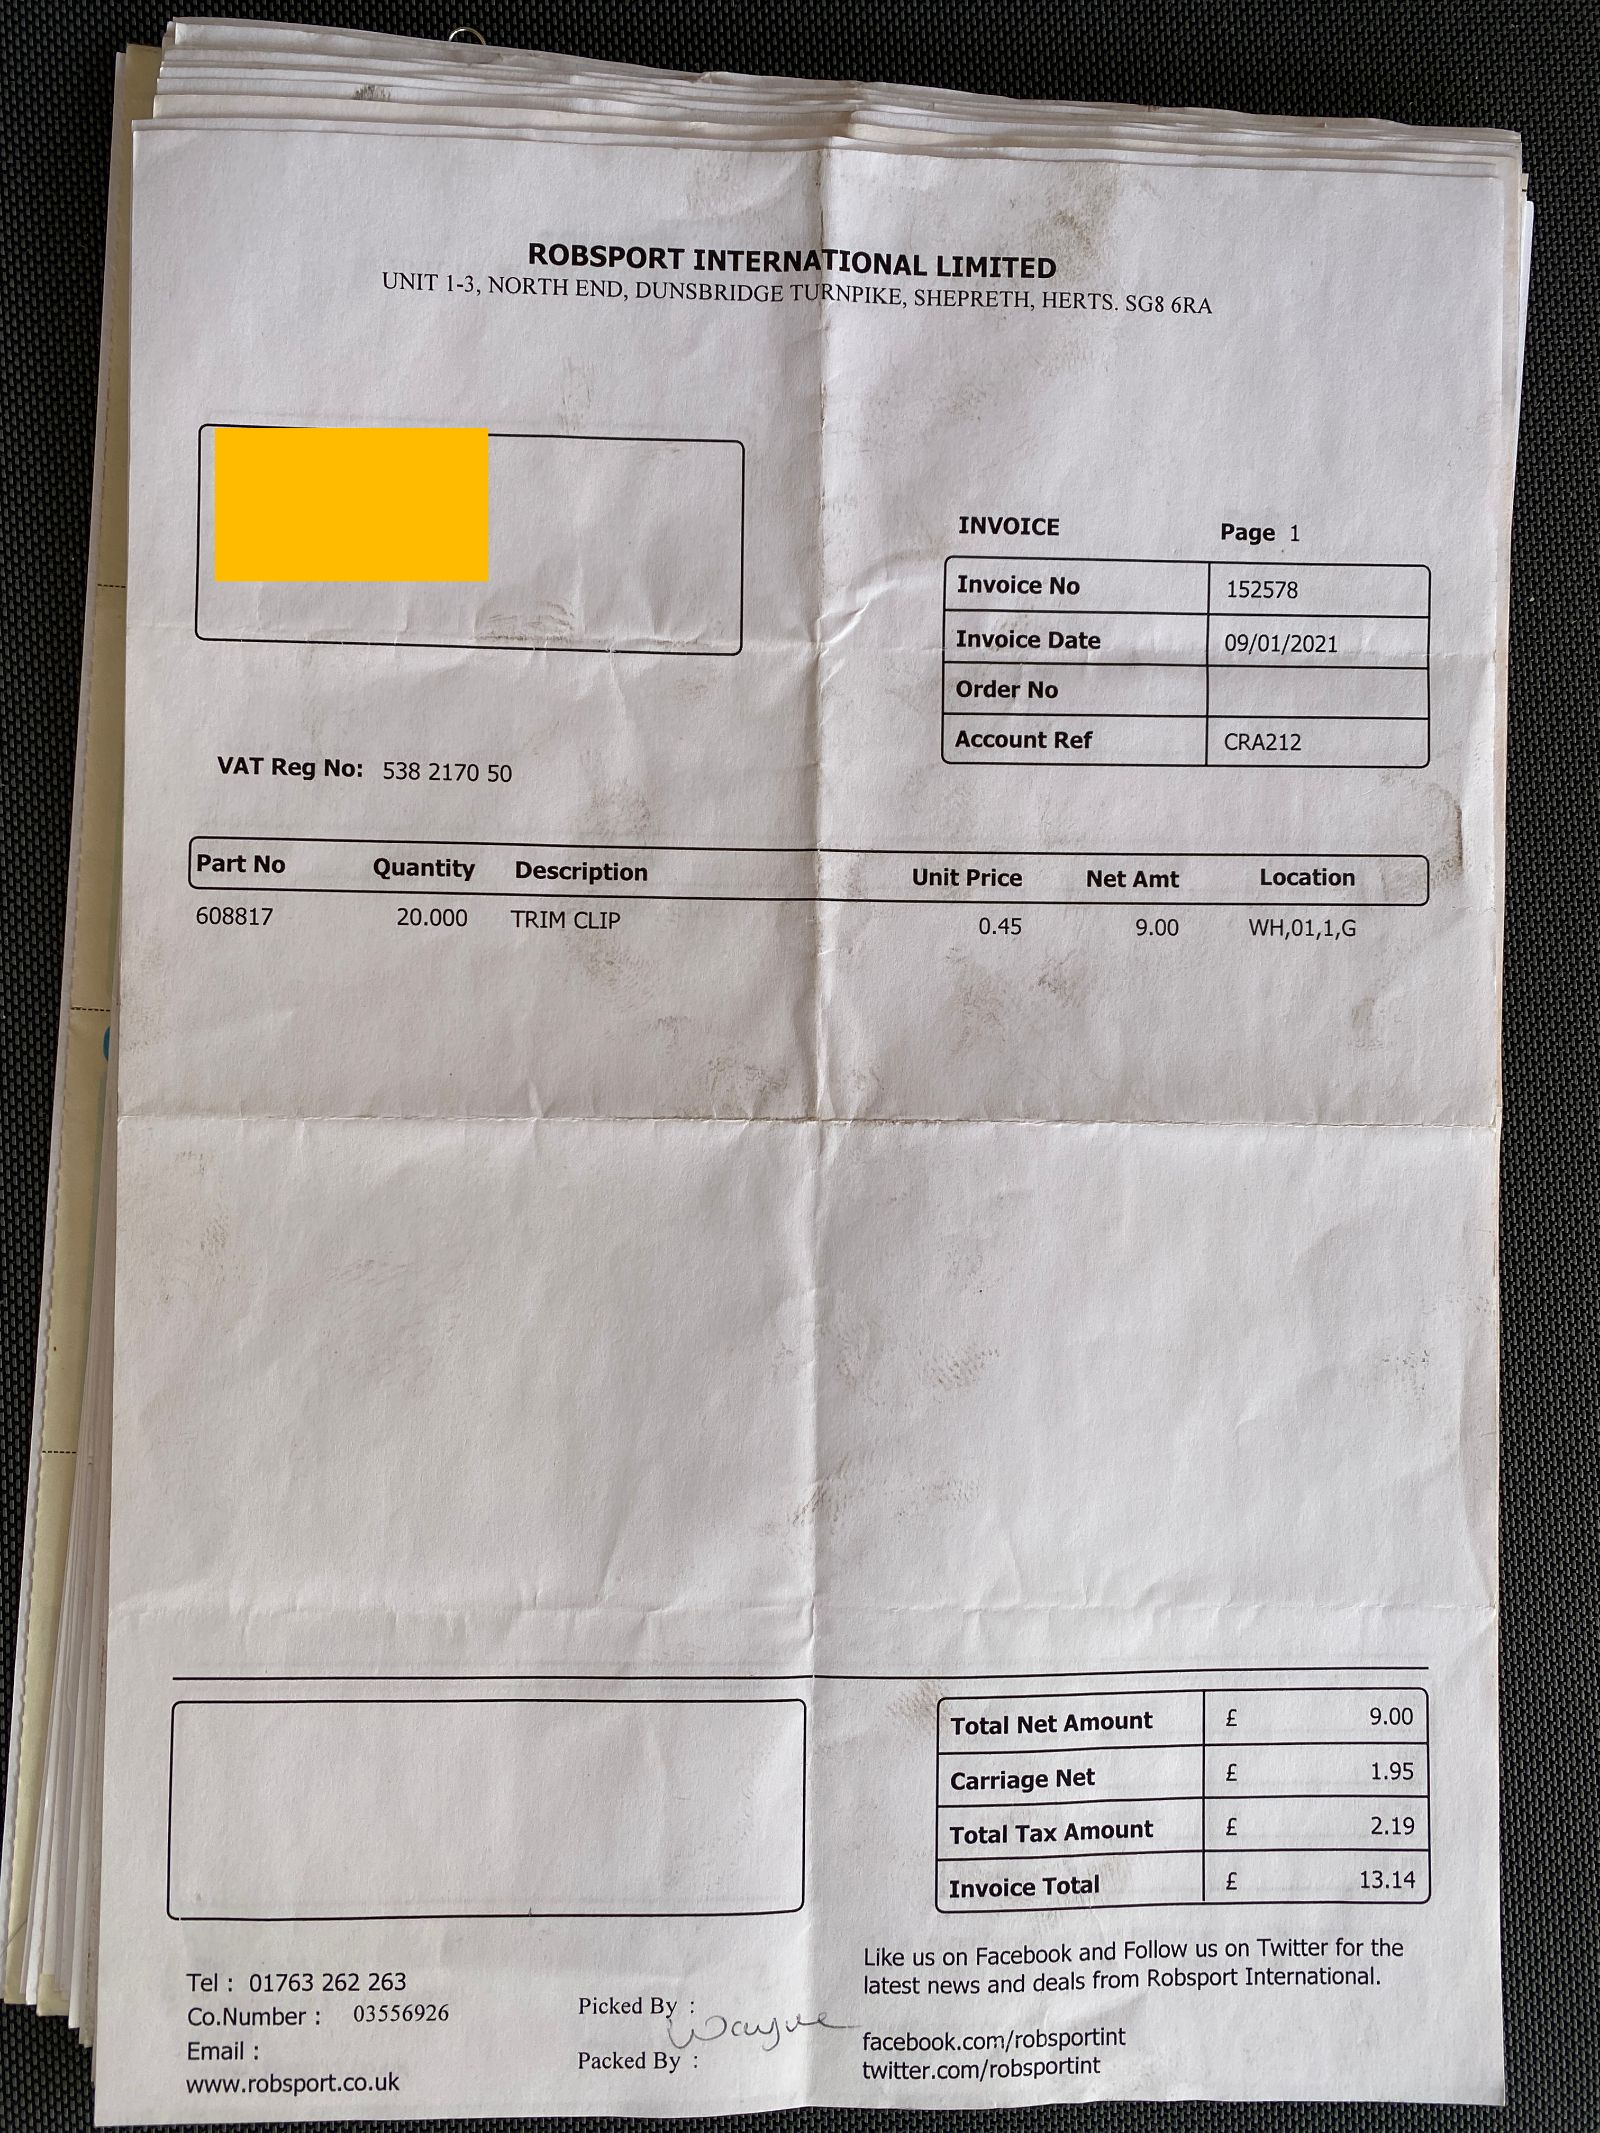 ROBSPORT INTERNATIONAL LIMITED
UNIT 1-3, NORTH END, DUNSBRIDGE TURNPIKE, SHEPRETH, HERTS. SG8 6RA
INVOICE Page 1
Invoice No 152578
Invoice Date 09/01/2021
Order No
Account Ref CRA212
VAT Reg No: 538 2170 50
Part No Quantity Description Unit Price Net Amt Location
608817 20.000 TRIM CLIP 0.45 9.00 WH,01,1,G
Total Net Amount £ 9.00
Carriage Net £ 1.95
Total Tax Amount £ 2.19
Invoice Total £ 13.14
Tel : 01763 262 263
Co.Number : 03556926
Email :
www.robsport.co.uk
Picked By :
Wayne
Packed By :
Like us on Facebook and Follow us on Twitter for the
latest news and deals from Robsport International.
facebook.com/robsportint
twitter.com/robsportint